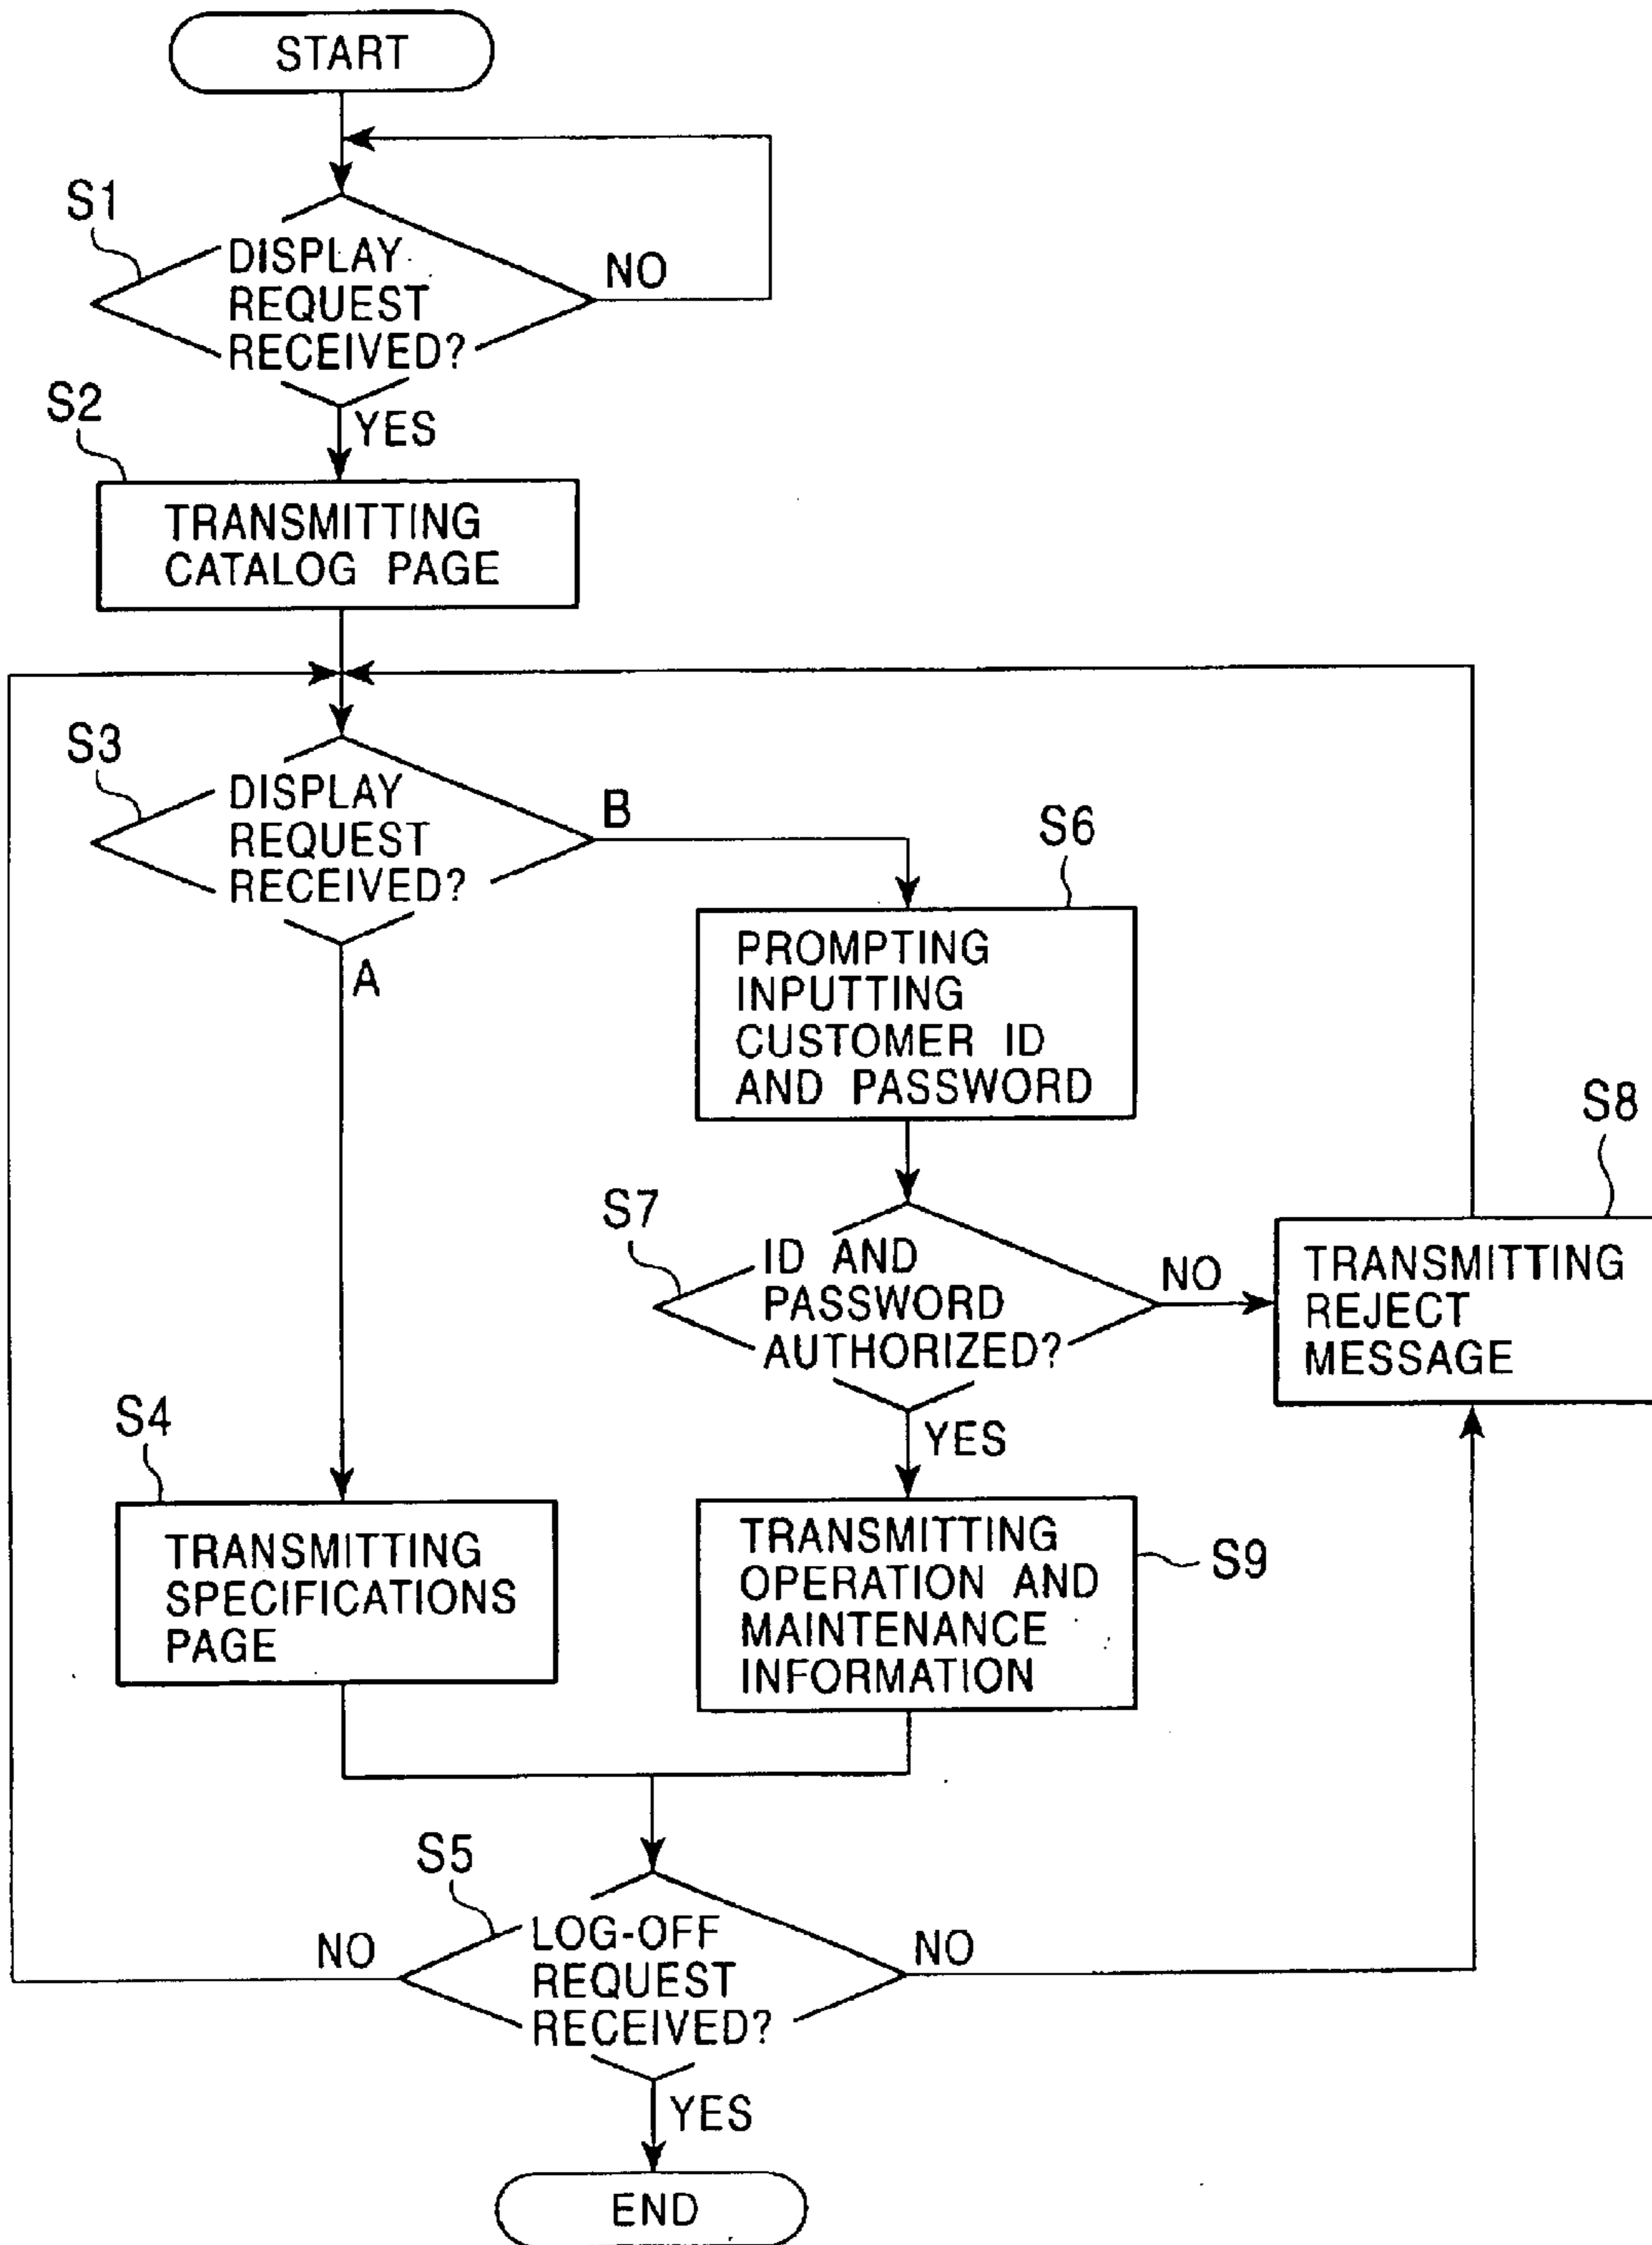 START
S1
DISPLAY
REQUEST
RECEIVED?
NO
YES
S2
TRANSMITTING
CATALOG PAGE
S3
DISPLAY
REQUEST
RECEIVED?
B
A
S6
PROMPTING
INPUTTING
CUSTOMER ID
AND PASSWORD
S7
ID AND
PASSWORD
AUTHORIZED?
NO
YES
S8
TRANSMITTING
REJECT
MESSAGE
S4
TRANSMITTING
SPECIFICATIONS
PAGE
TRANSMITTING
OPERATION AND
MAINTENANCE
INFORMATION
S9
S5
LOG-OFF
REQUEST
RECEIVED?
NO
NO
YES
END